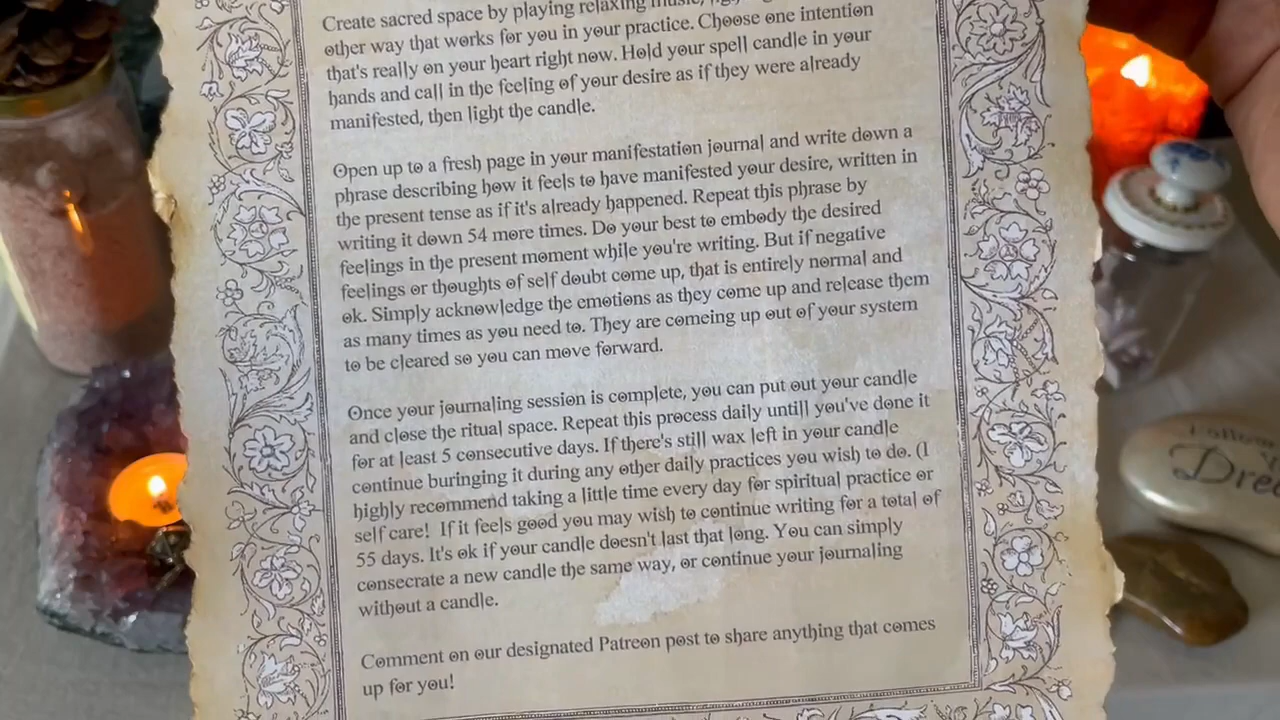 Create sacred space by playing relaxing music,
other way that works for you in your practice. Choose one intention
that's really on your heart right now. Hold your spell candle in your
hands and call in the feeling of your desire as if they were already
manifested, then light the candle.
Open up to a fresh page in your manifestation journal and write down a
phrase describing how it feels to have manifested your desire, written in
the present tense as if it's already happened. Repeat this phrase by
writing it down 54 more times. Do your best to embody the desired
feelings in the present moment while you're writing. But if negative
feelings or thoughts of self doubt come up, that is entirely normal and
ok. Simply acknowledge the emotions as they come up and release them
as many times as you need to. They are comeing up out of your system
to be cleared so you can move forward.
Once your journaling session is complete, you can put out your candle
and close the ritual space. Repeat this process daily untill you've done it
for at least 5 consecutive days. If there's still wax left in your candle
continue buringing it during any other daily practices you wish to do. (I
highly recommend taking a little time every day for spiritual practice or
self care! If it feels good you may wish to continue writing for a total of
55 days. It's ok if your candle doesn't last that long. You can simply
consecrate a new candle the same way, or continue your journaling
without a candle.
Comment on our designated Patreon post to share anything that comes
up for you!
Follow